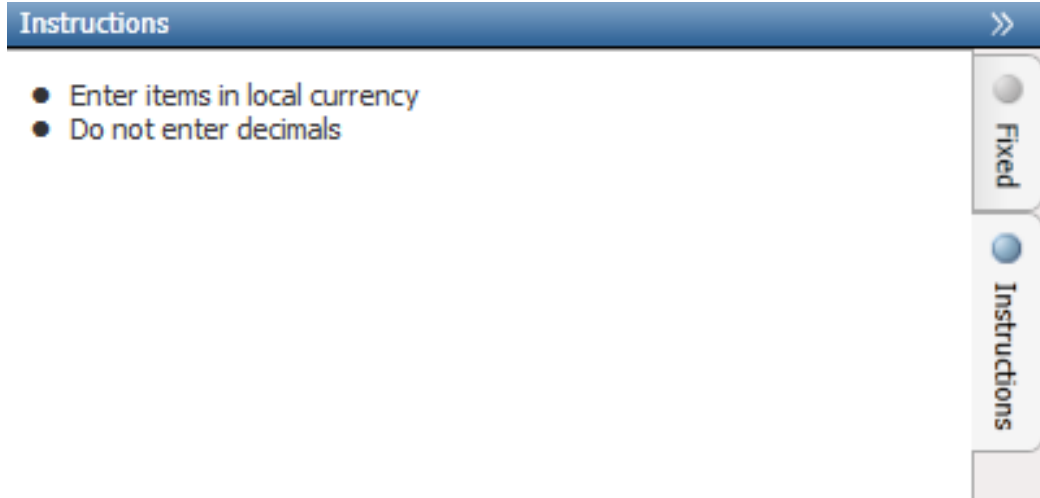 Instructions
● Enter items in local currency
● Do not enter decimals
Fixed
Instructions